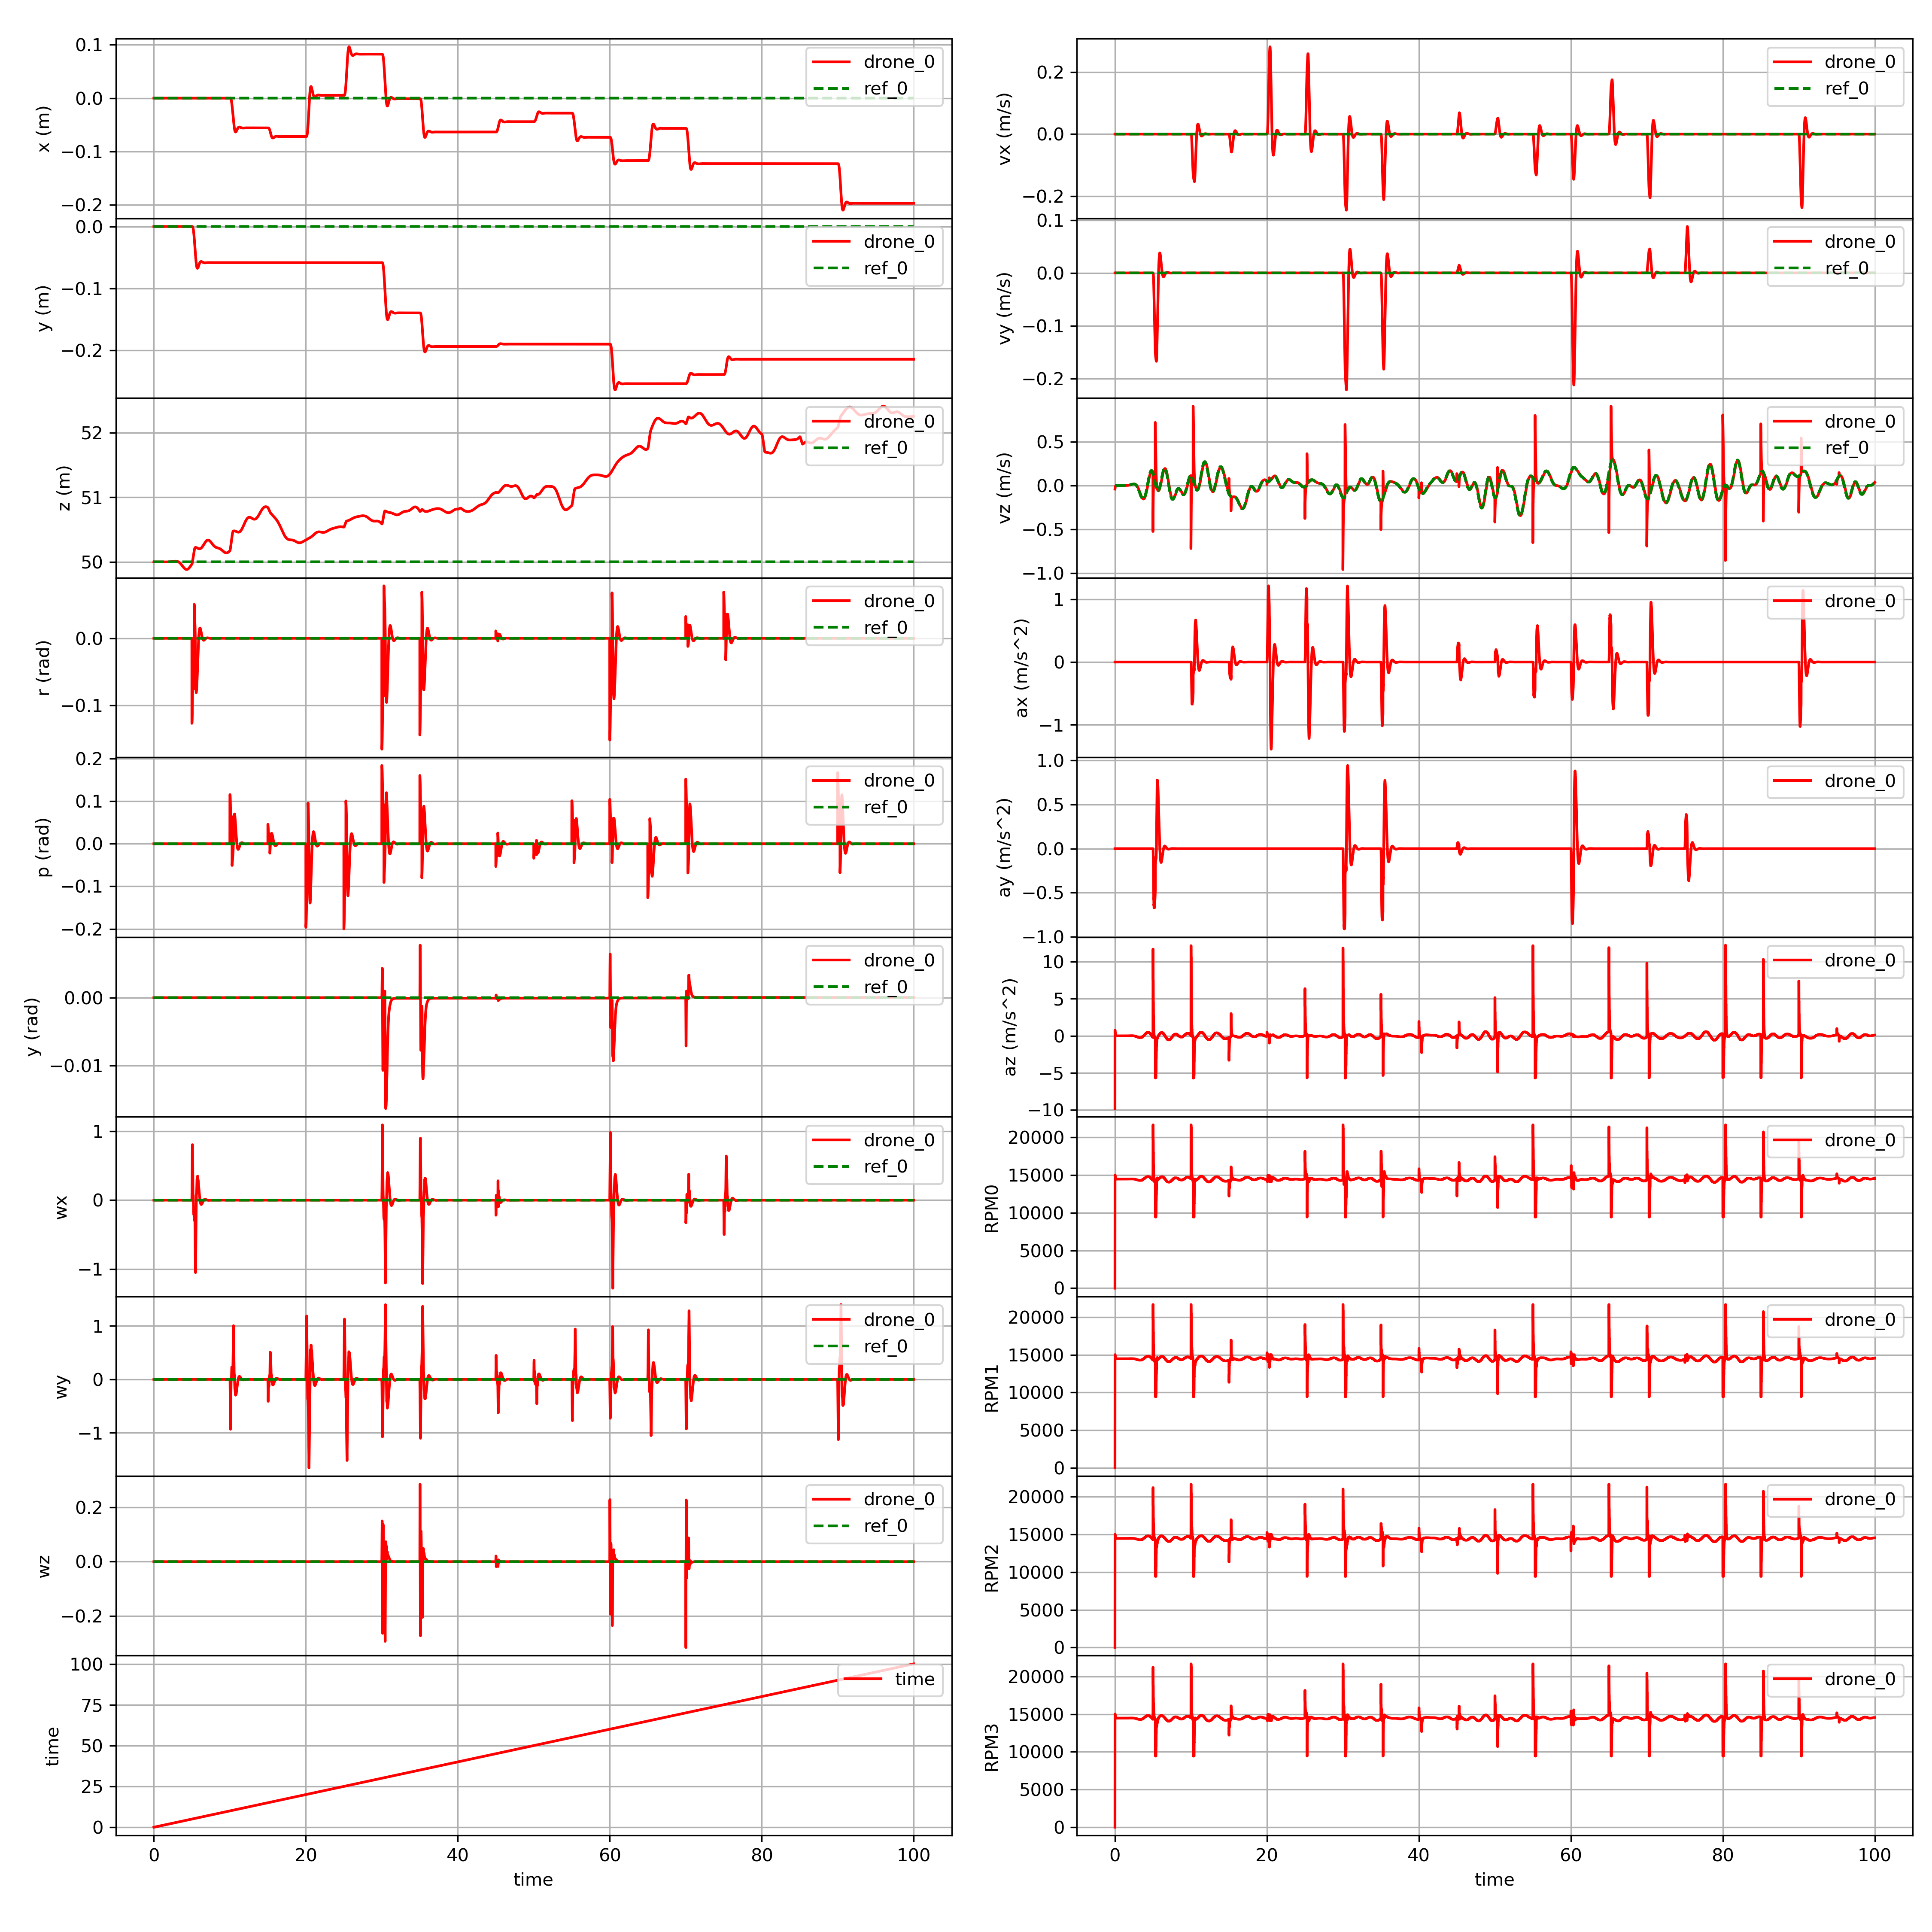 0.1
0.0
−0.1
−0.2
x (m)
drone_0
ref_0
0.0
−0.1
−0.2
y (m)
drone_0
ref_0
52
51
50
z (m)
drone_0
ref_0
0.0
−0.1
r (rad)
drone_0
ref_0
0.2
0.1
0.0
−0.1
−0.2
p (rad)
drone_0
ref_0
0.00
−0.01
y (rad)
drone_0
ref_0
1
0
−1
wx
drone_0
ref_0
1
0
−1
wy
drone_0
ref_0
0.2
0.0
−0.2
wz
drone_0
ref_0
100
75
50
25
0
time
time
0 20 40 60 80 100
time
0.2
0.0
−0.2
vx (m/s)
drone_0
ref_0
0.1
0.0
−0.1
−0.2
vy (m/s)
drone_0
ref_0
0.5
0.0
−0.5
−1.0
vz (m/s)
drone_0
ref_0
1
0
−1
ax (m/s^2)
drone_0
1.0
0.5
0.0
−0.5
−1.0
ay (m/s^2)
drone_0
10
5
0
−5
−10
az (m/s^2)
drone_0
20000
15000
10000
5000
0
RPM0
drone_0
20000
15000
10000
5000
0
RPM1
drone_0
20000
15000
10000
5000
0
RPM2
drone_0
20000
15000
10000
5000
0
RPM3
drone_0
0 20 40 60 80 100
time